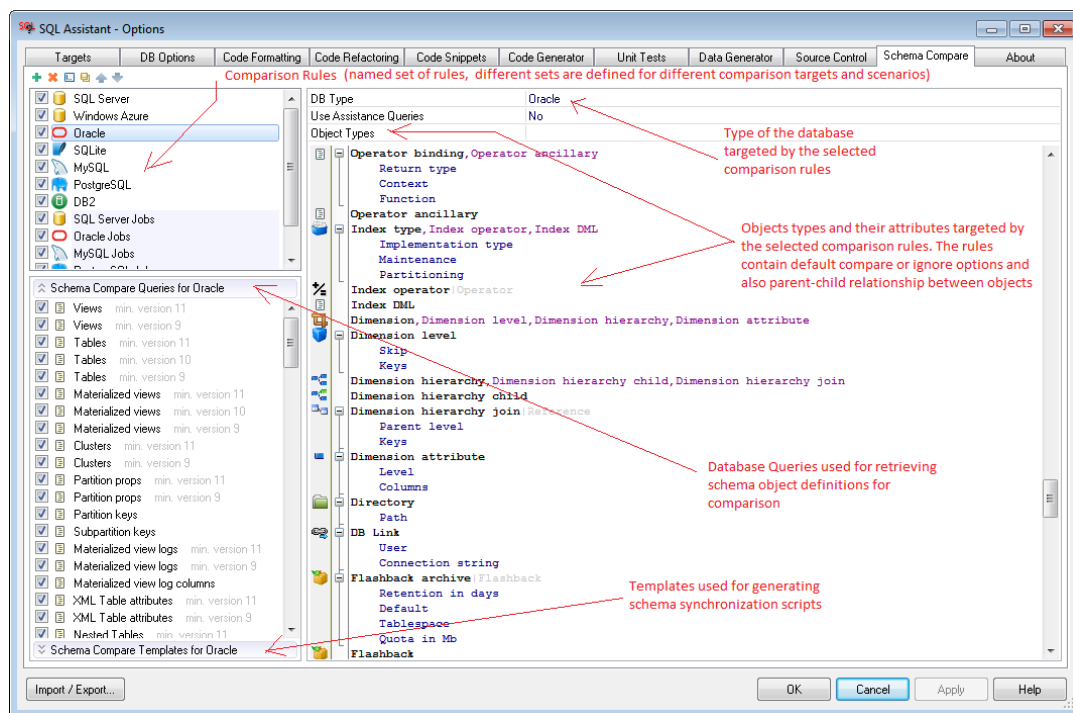 SQL Assistant - Options
Targets
DB Options
Code Formatting
Code Refactoring
Code Snippets
Code Generator
Unit Tests
Data Generator
Source Control
Schema Compare
About
Comparison Rules (named set of rules, different sets are defined for different comparison targets and scenarios)
SQL Server
Windows Azure
Oracle
SQLite
MySQL
PostgreSQL
DB2
SQL Server Jobs
Oracle Jobs
MySQL Jobs
Schema Compare Queries for Oracle
Views min. version 11
Views min. version 9
Tables min. version 11
Tables min. version 10
Tables min. version 9
Materialized views min. version 11
Materialized views min. version 10
Materialized views min. version 9
Clusters min. version 11
Clusters min. version 9
Partition props min. version 11
Partition props min. version 9
Partition keys
Subpartition keys
Materialized view logs min. version 11
Materialized view logs min. version 9
Materialized view log columns
XML Table attributes min. version 11
XML Table attributes min. version 9
Nested Tables min. version 11
Schema Compare Templates for Oracle
DB Type Oracle
Use Assistance Queries No
Object Types
Operator binding,Operator ancillary
Return type
Context
Function
Operator ancillary
Index type,Index operator,Index DML
Implementation type
Maintenance
Partitioning
Index operator|Operator
Index DML
Dimension,Dimension level,Dimension hierarchy,Dimension attribute
Dimension level
Skip
Keys
Dimension hierarchy,Dimension hierarchy child,Dimension hierarchy join
Dimension hierarchy child
Dimension hierarchy join|Reference
Parent level
Keys
Dimension attribute
Level
Columns
Directory
Path
DB Link
User
Connection string
Flashback archive|Flashback
Retention in days
Default
Tablespace
Quota in Mb
Flashback
Type of the database
targeted by the selected
comparison rules
Objects types and their attributes targeted by
the selected comparison rules. The rules
contain default compare or ignore options and
also parent-child relationship between objects
Database Queries used for retrieving
schema object definitions for
comparison
Templates used for generating
schema synchronization scripts
Import / Export...
OK
Cancel
Apply
Help